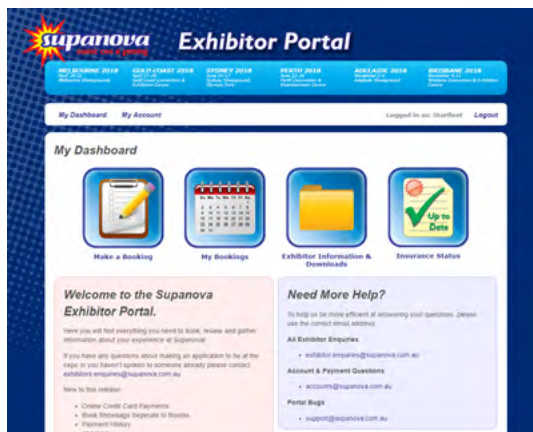 supanova
Exhibitor Portal
MELBOURNE 2018
GOLD COAST 2018
SYDNEY 2018
PERTH 2018
ADELAIDE 2018
BRISBANE 2018
My Dashboard
My Account
Logged in as: Starfleet
Logout
My Dashboard
Up to
Date
Make a Booking
My Bookings
Exhibitor Information &
Downloads
Insurance Status
Welcome to the Supanova
Exhibitor Portal.
Here you will find everything you need to book, review and gather
information about your experience at Supanova!
If you have any questions about making an application to be at the
expo or you haven't spoken to someone already please contact
exhibitors.enquiries@supanova.com.au
New to this release:
Online Credit Card Payments
Book Showbags Seperate to Booths
Payment History
Need More Help?
To help us be more efficient at answering your questions, please
use the correct email address
All Exhibitor Enquiries
exhibitor.enquiries@supanova.com.au
Account & Payment Questions
accounts@supanova.com.au
Portal Bugs
support@supanova.com.au